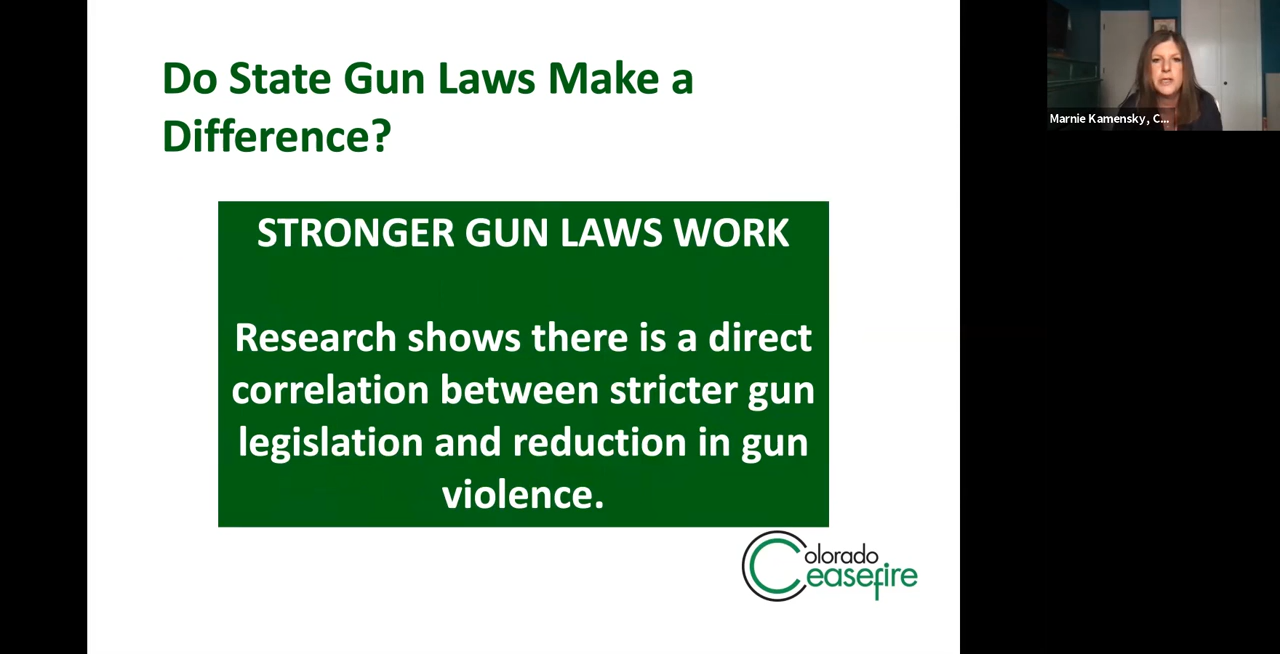 Do State Gun Laws Make a
Difference?
STRONGER GUN LAWS WORK
Research shows there is a direct
correlation between stricter gun
legislation and reduction in gun
violence.
Colorado
Ceasefire
Marnie Kamensky, C...